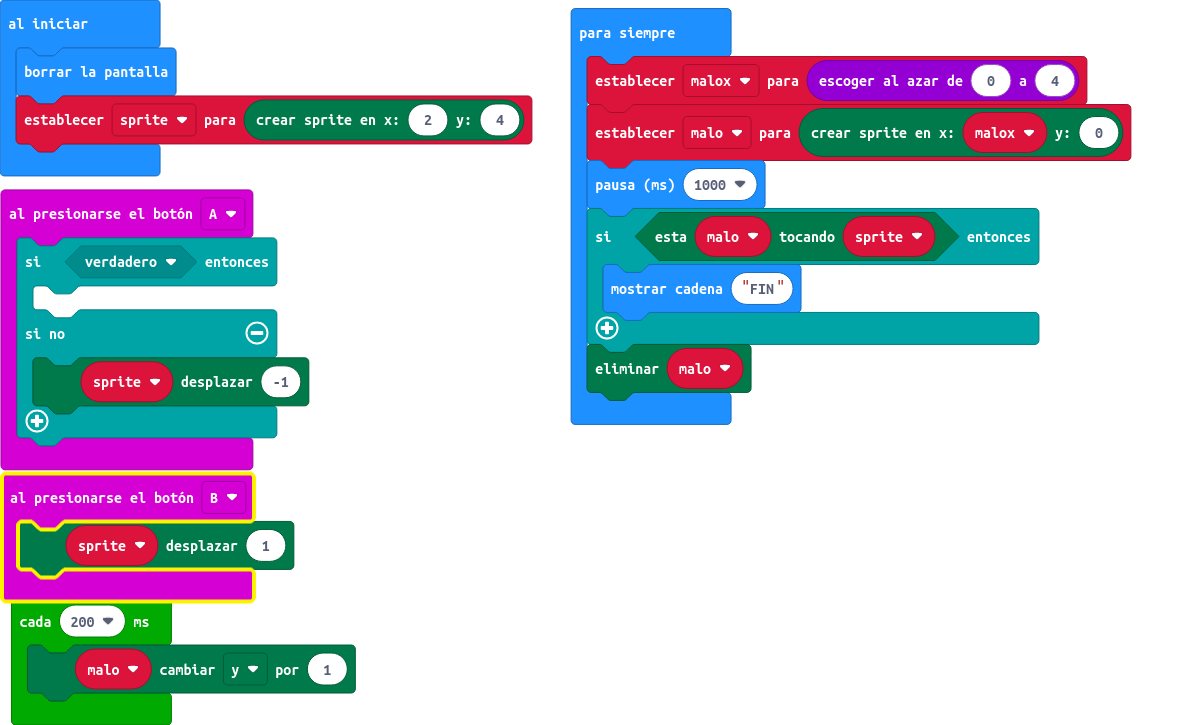 al iniciar
borrar la pantalla
establecer sprite para crear sprite en x: 2 y: 4
al presionarse el botón A
si verdadero entonces
si no
sprite desplazar -1
al presionarse el botón B
sprite desplazar 1
cada 200 ms
malo cambiar y por 1
para siempre
establecer malox para escoger al azar de 0 a 4
establecer malo para crear sprite en x: malox y: 0
pausa (ms) 1000
si esta malo tocando sprite entonces
mostrar cadena "FIN"
eliminar malo